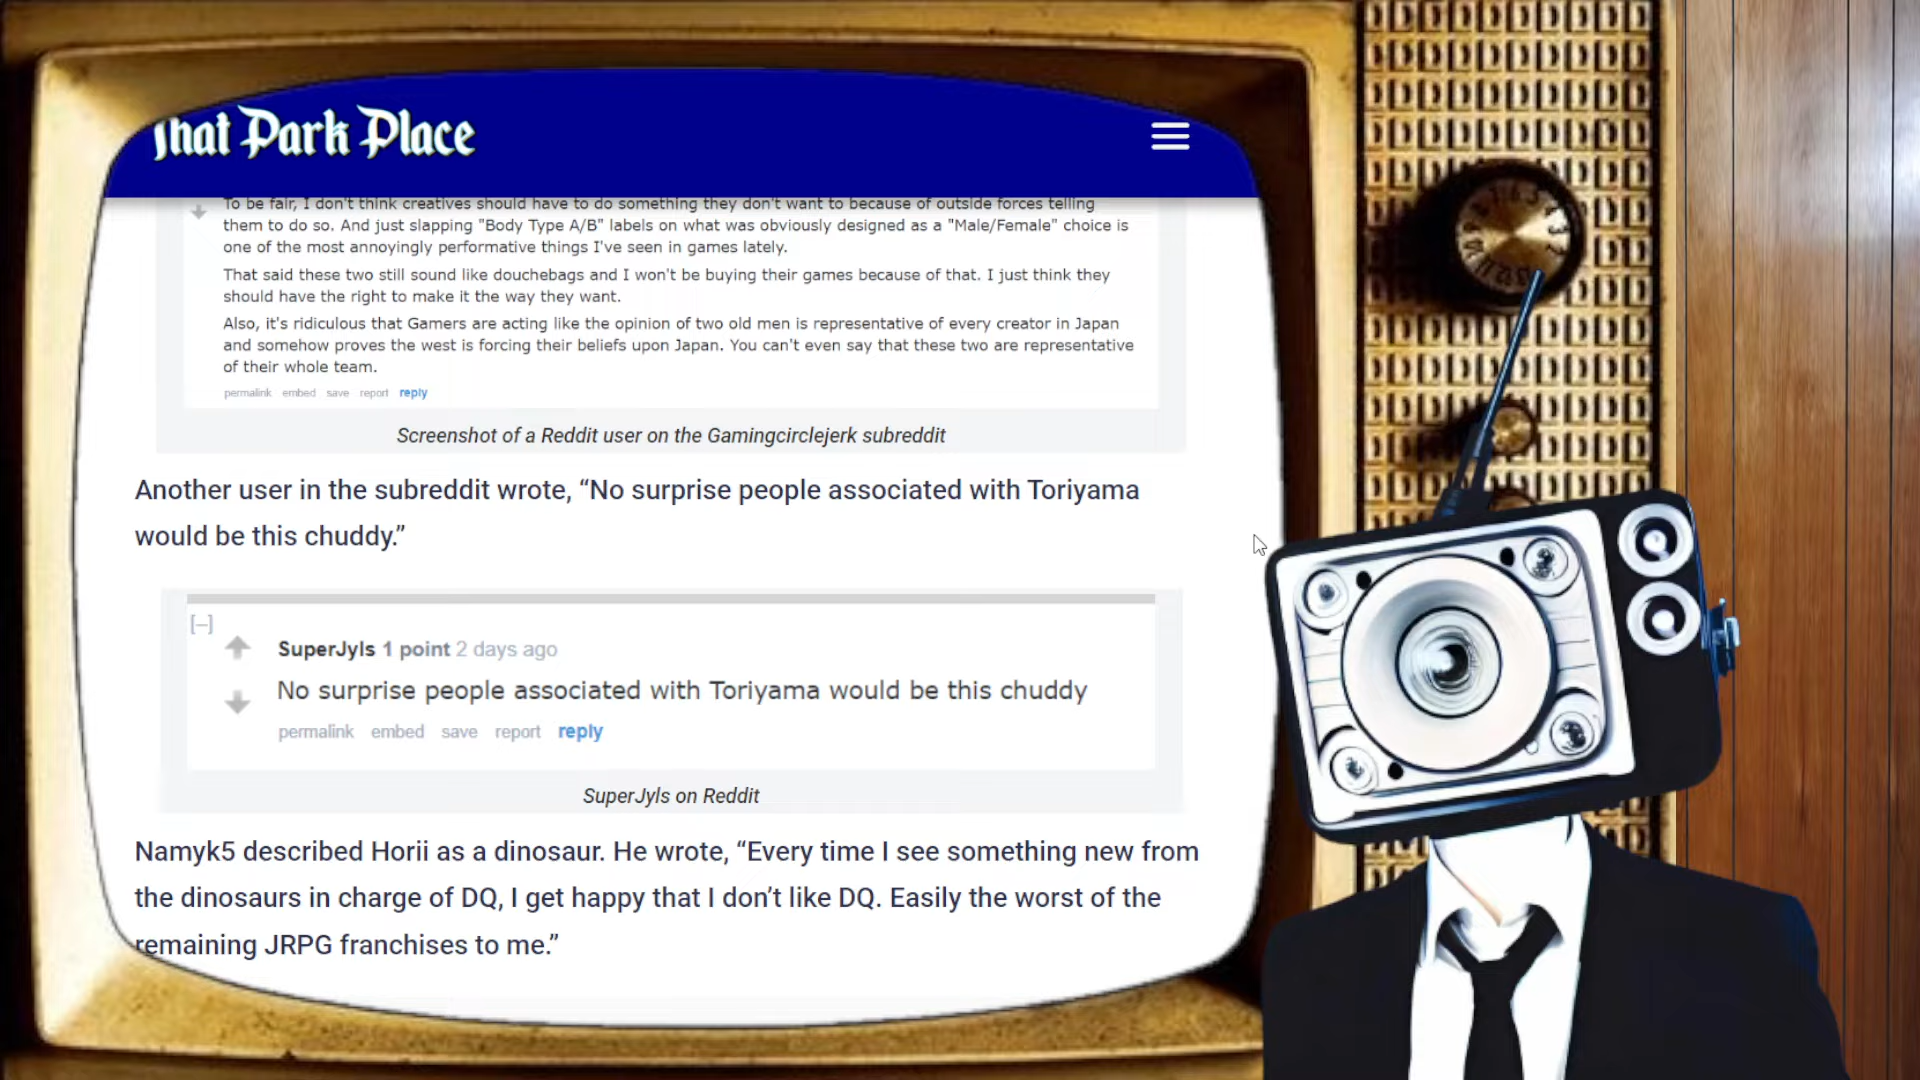 That Park Place
To be fair, I don't think creatives should have to do something they don't want to because of outside forces telling
them to do so. And just slapping "Body Type A/B" labels on what was obviously designed as a "Male/Female" choice is
one of the most annoyingly performative things I've seen in games lately.
That said these two still sound like douchebags and I won't be buying their games because of that. I just think they
should have the right to make it the way they want.
Also, it's ridiculous that Gamers are acting like the opinion of two old men is representative of every creator in Japan
and somehow proves the west is forcing their beliefs upon Japan. You can't even say that these two are representative
of their whole team.
permalink embed save report reply
Screenshot of a Reddit user on the Gamingcirclejerk subreddit
Another user in the subreddit wrote, “No surprise people associated with Toriyama
would be this chuddy.”
[–]
SuperJyls 1 point 2 days ago
No surprise people associated with Toriyama would be this chuddy
permalink embed save report reply
SuperJyls on Reddit
Namyk5 described Horii as a dinosaur. He wrote, “Every time I see something new from
the dinosaurs in charge of DQ, I get happy that I don’t like DQ. Easily the worst of the
remaining JRPG franchises to me.”